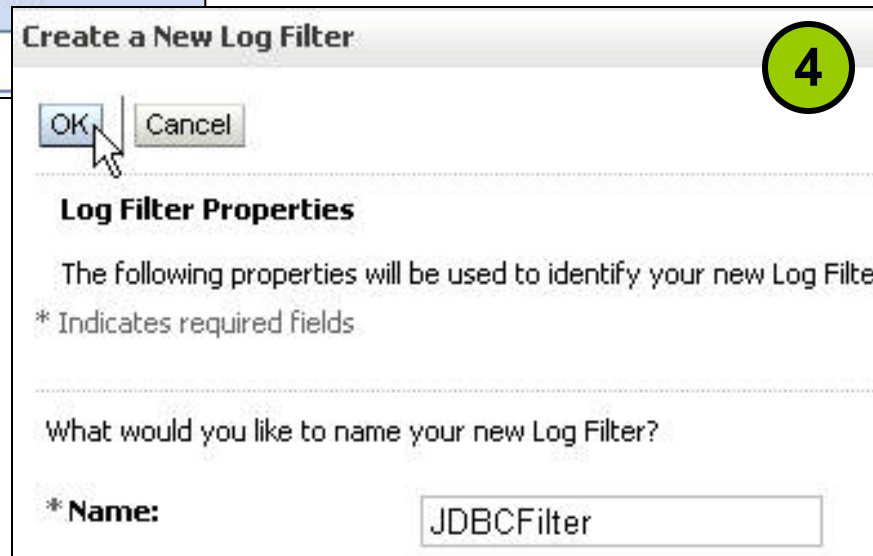 Create a New Log Filter
4
OK Cancel
Log Filter Properties
The following properties will be used to identify your new Log Filte
* Indicates required fields
What would you like to name your new Log Filter?
* Name: JDBCFilter